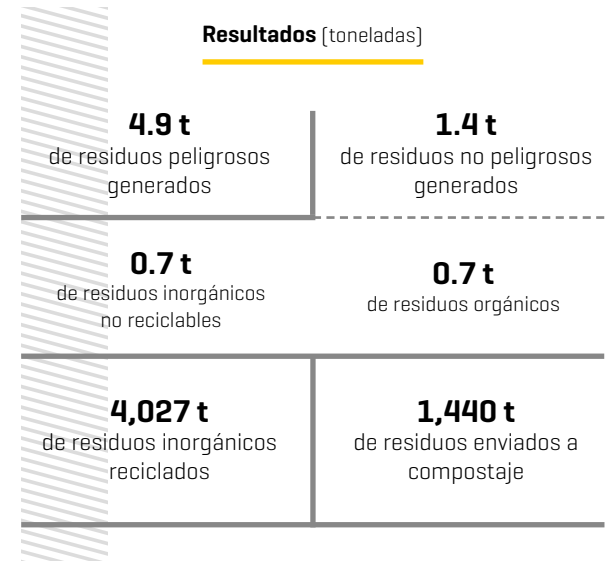 Resultados (toneladas)
4.9 t
de residuos peligrosos
generados
1.4 t
de residuos no peligrosos
generados
0.7 t
de residuos inorgánicos
no reciclables
0.7 t
de residuos orgánicos
4,027 t
de residuos inorgánicos
reciclados
1,440 t
de residuos enviados a
compostaje